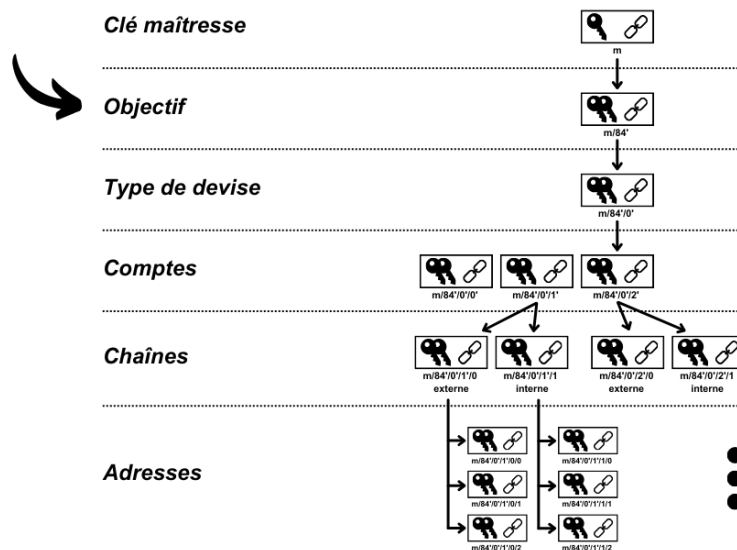 Clé maîtresse
m
Objectif
m/84'
Type de devise
m/84'/0'
Comptes
m/84'/0'/0'
m/84'/0'/1'
m/84'/0'/2'
Chaînes
m/84'/0'/1'/0
externe
m/84'/0'/1'/1
interne
m/84'/0'/2'/0
externe
m/84'/0'/2'/1
interne
Adresses
m/84'/0'/1'/0/0
m/84'/0'/1'/1/0
m/84'/0'/1'/0/1
m/84'/0'/1'/1/1
m/84'/0'/1'/0/2
m/84'/0'/1'/1/2